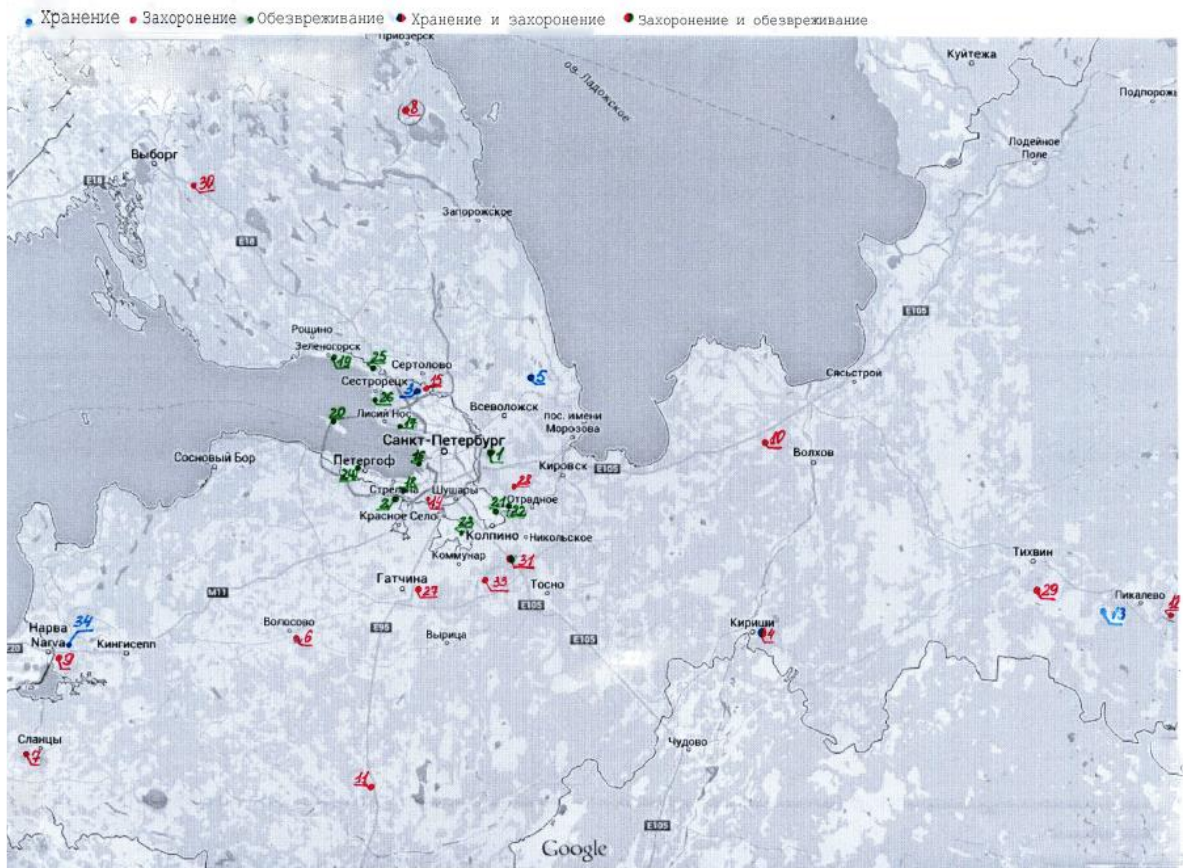 Хранение Захоронение Обезвреживание Хранение и захоронение Захоронение и обезвреживание
Приозерск
Куйтежа
оз. Ладожское
8
Подпорожь
Лодейное
Поле
Выборг
E18
30
Запорожское
E18
E105
Рощино
Зеленогорск
19
25
Сертолово
Сестрорецк
3
15
5
Сясьстрой
26
20
Лисий Нос
17
Всеволожск
пос. имени
Морозова
10
Санкт-Петербург
1
Сосновый Бор
Петергоф
24
16
Кировск
E105
Волхов
28
Стрельна
18
Шушары
14
21
Отрадное
22
Красное Село
23
Колпино
Никольское
Коммунар
31
Тихвин
Гатчина
27
33
Тосно
29
Пикалево
12
13
M11
E105
Волосово
6
E95
Вырица
E105
Кириши
4
34
Нарва
Narva
E20
Кингисепп
9
Сланцы
7
Чудово
11
E105
Google